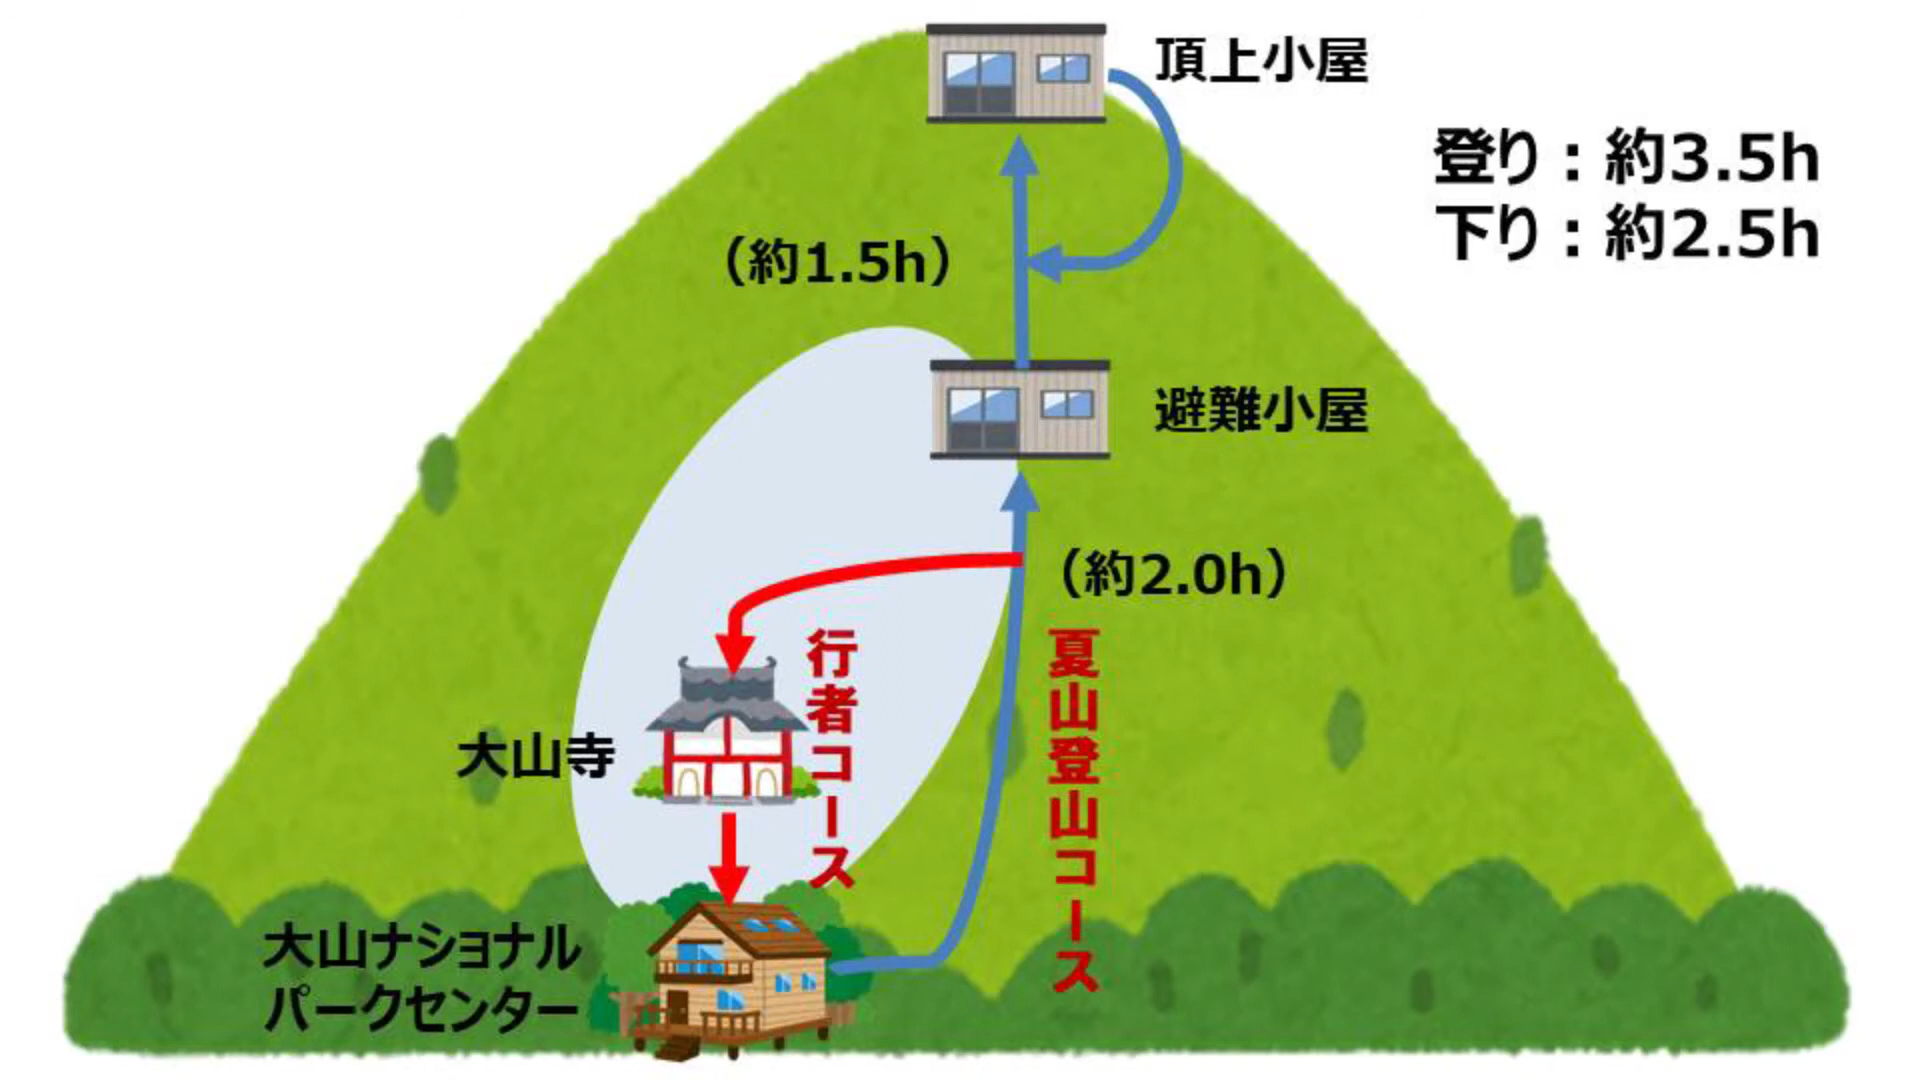 頂上小屋
登り：約3.5h
下り：約2.5h
（約1.5h）
避難小屋
（約2.0h）
行者コース
夏山登山コース
大山寺
大山ナショナル
パークセンター